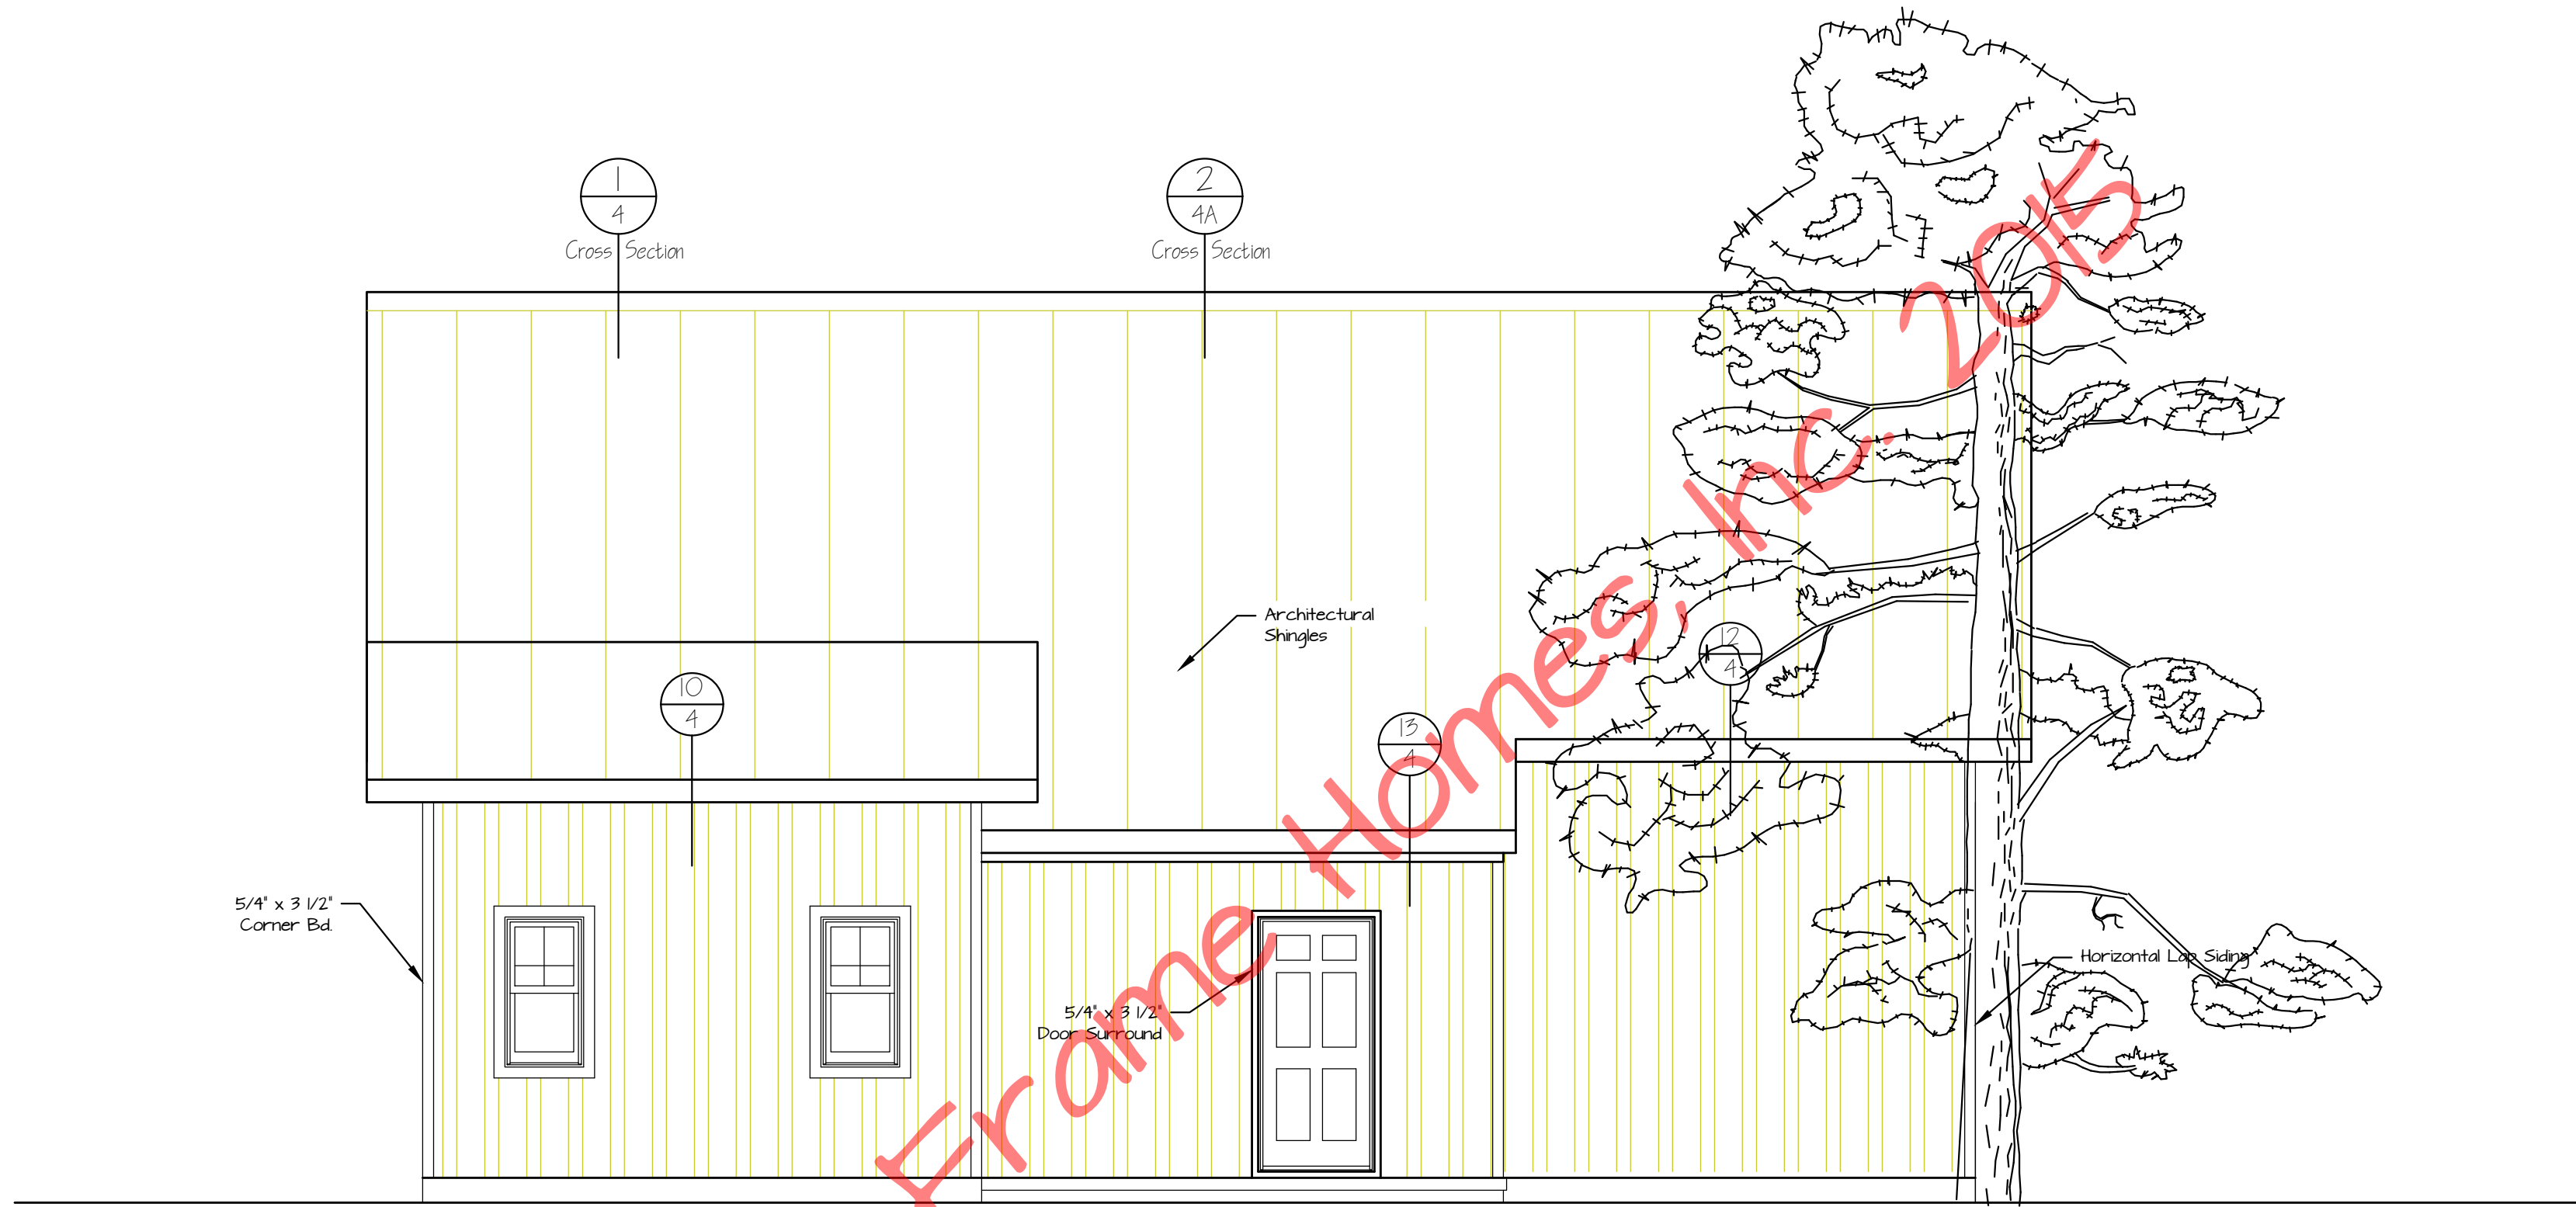 1
4
Cross Section
2
4A
Cross Section
Architectural
Shingles
12
4
10
4
13
4
5/4" x 3 1/2"
Corner Bd.
Horizontal Lap Siding
5/4" x 3 1/2"
Door Surround
Frame Homes, Inc. 2015